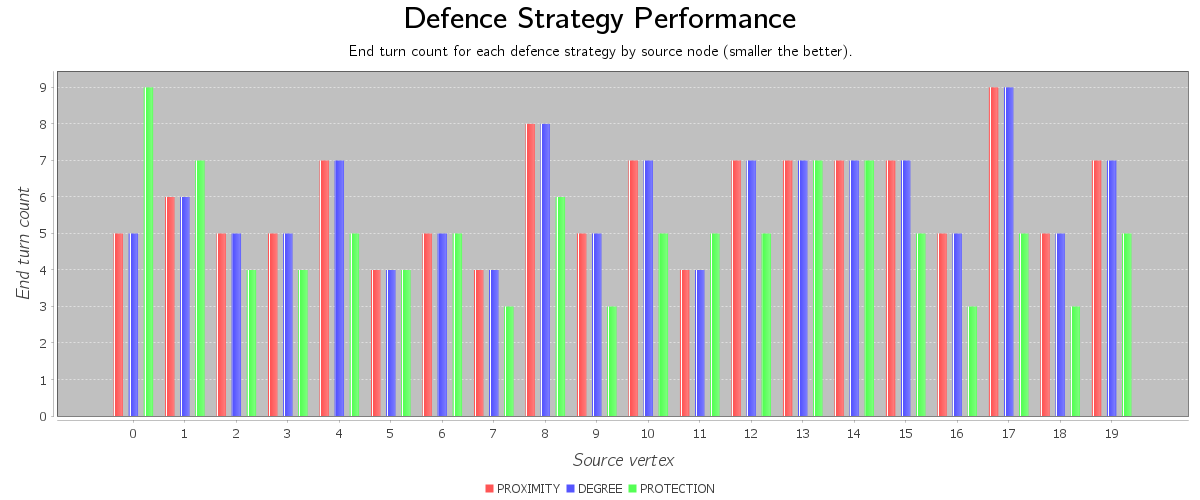 Defence Strategy Performance
End turn count for each defence strategy by source node (smaller the better).
End turn count
9
8
7
6
5
4
3
2
1
0
0 1 2 3 4 5 6 7 8 9 10 11 12 13 14 15 16 17 18 19
Source vertex
PROXIMITY DEGREE PROTECTION